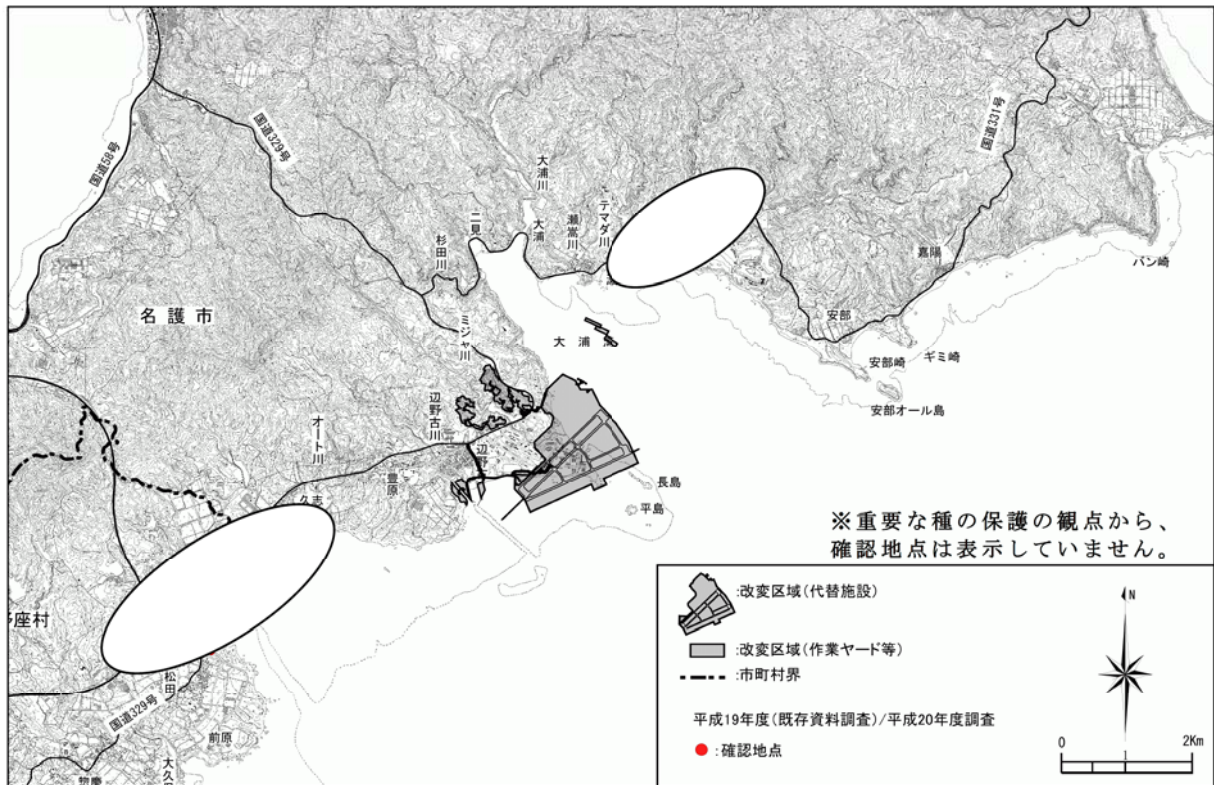 国道58号
国道329号
国道331号
大浦川
大浦
瀬嵩川
テマダ川
二見
杉田川
嘉陽
バン崎
名護市
ミジャ川
大浦
安部
安部崎
ギミ崎
安部オール島
辺野古川
オート川
辺野
豊原
久志
長島
平島
座村
松田
国道329号
前原
惣慶
大久
※重要な種の保護の観点から、
確認地点は表示していません。
:改変区域(代替施設)
:改変区域(作業ヤード等)
:市町村界
平成19年度(既存資料調査)/平成20年度調査
:確認地点
N
0 1 2Km